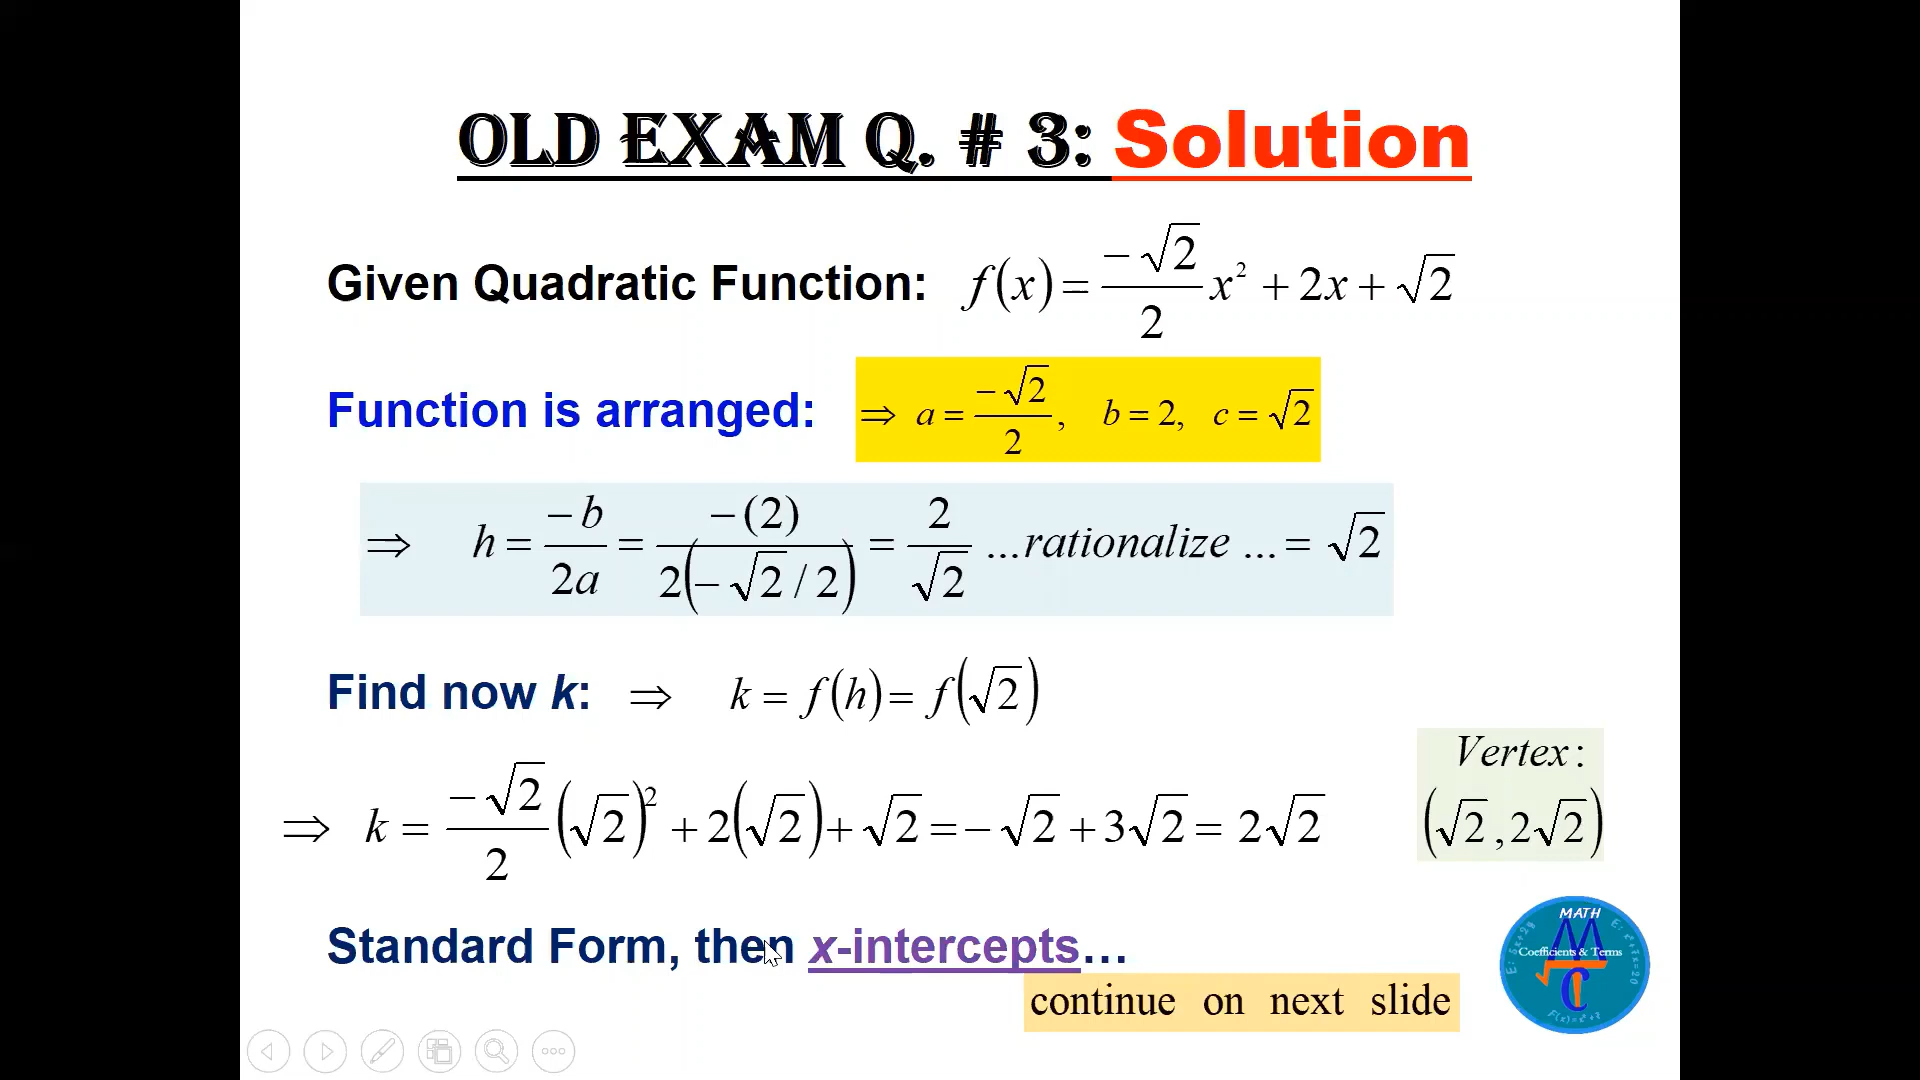 OLD EXAM Q. # 3: Solution
Given Quadratic Function: f(x) = -√2/2 x² + 2x + √2
Function is arranged: ⇒ a = -√2/2, b = 2, c = √2
⇒ h = -b/2a = -(2)/2(-√2/2) = 2/√2 ...rationalize ... = √2
Find now k: ⇒ k = f(h) = f(√2)
⇒ k = -√2/2 (√2)² + 2(√2) + √2 = -√2 + 3√2 = 2√2
Vertex:
(√2, 2√2)
Standard Form, then x-intercepts…
continue on next slide
MATH
Coefficients & Terms